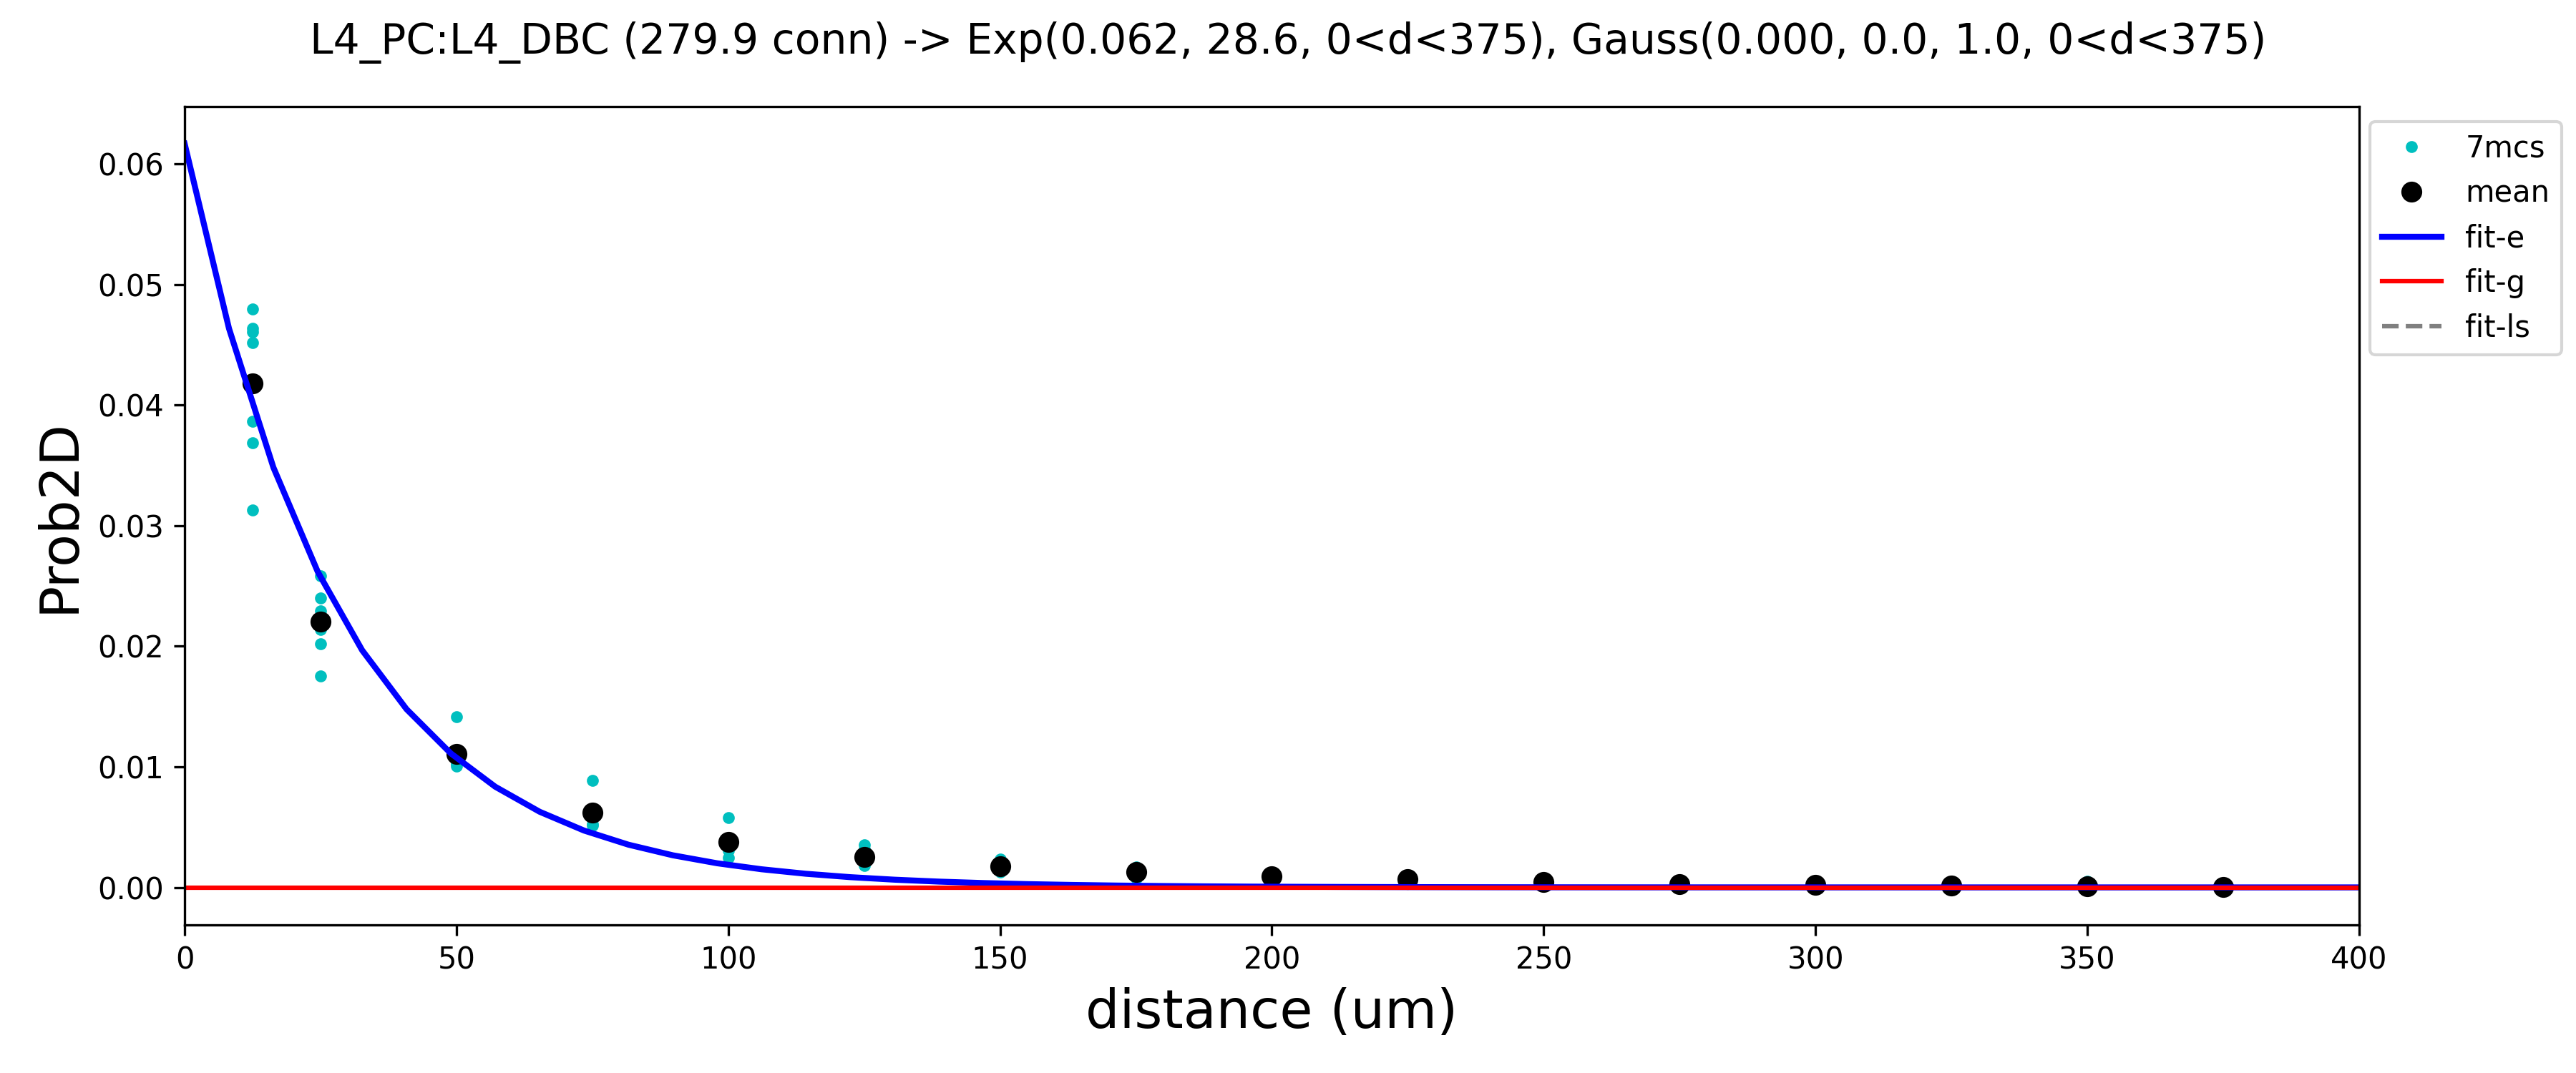 L4_PC:L4_DBC (279.9 conn) -> Exp(0.062, 28.6, 0<d<375), Gauss(0.000, 0.0, 1.0, 0<d<375)
7mcs
mean
fit-e
fit-g
fit-ls
Prob2D
0.06
0.05
0.04
0.03
0.02
0.01
0.00
0 50 100 150 200 250 300 350 400
distance (um)